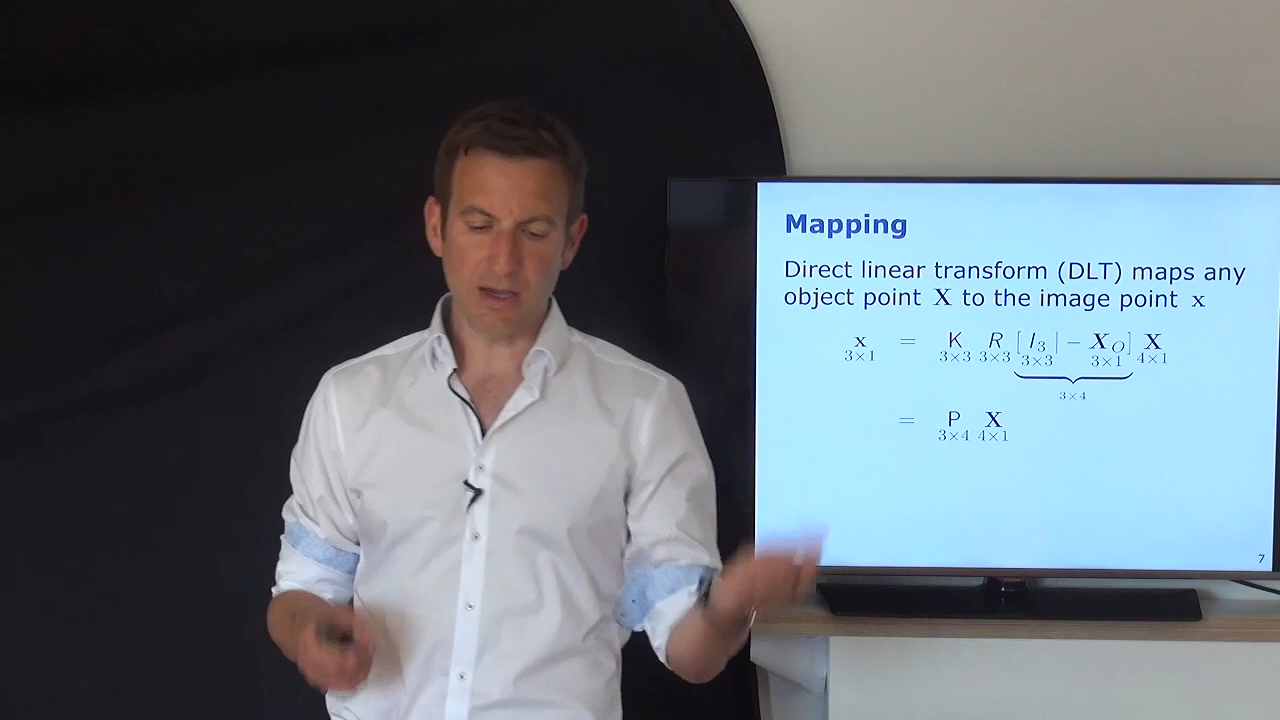 Mapping
Direct linear transform (DLT) maps any
object point X to the image point x
x = K R [I₃ | − X_O] X
3×1 3×3 3×3 3×3 3×1 4×1
3×4
= P X
3×4 4×1
7